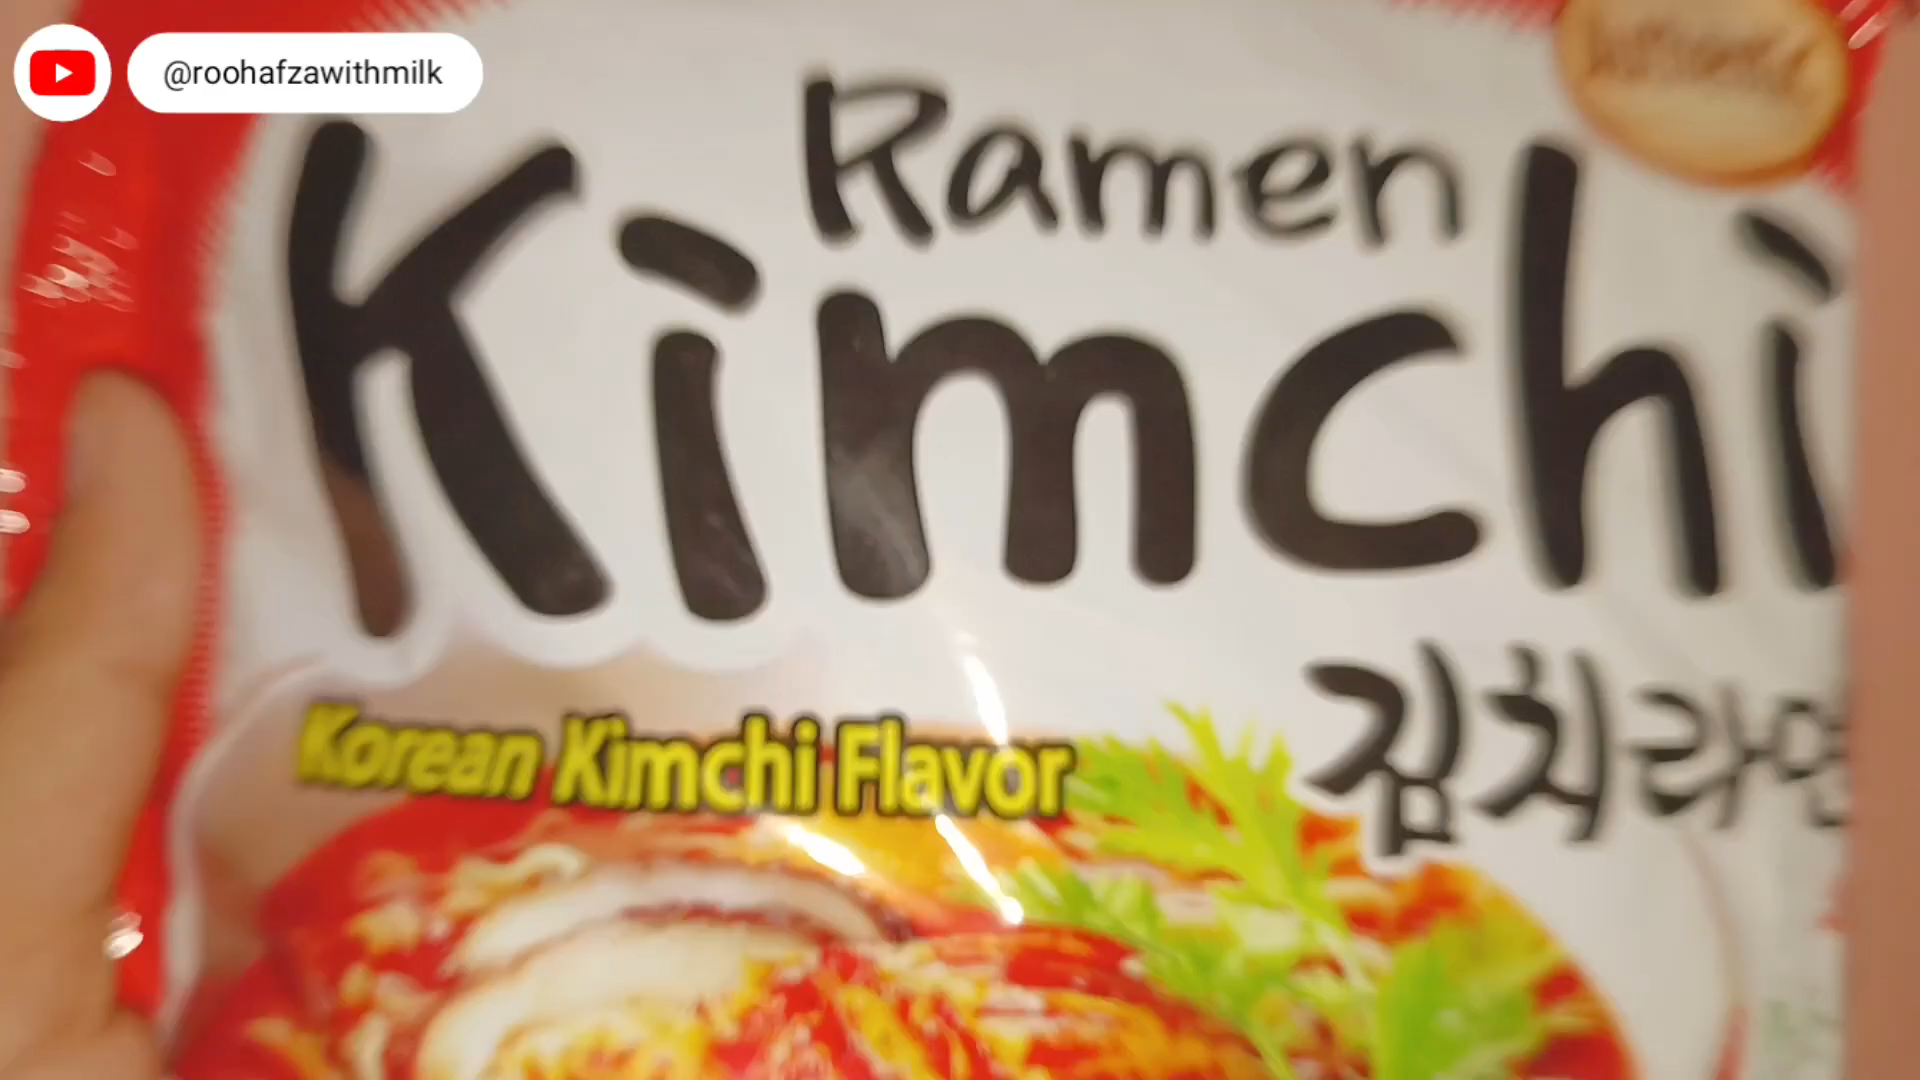 @roohafzawithmilk
Ramen
Kimchi
Korean Kimchi Flavor
김치라면